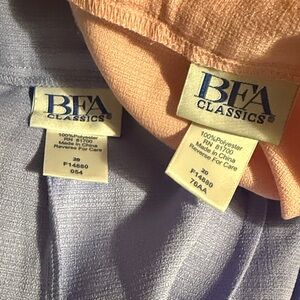 BFA
CLASSICS®
100%Polyester
RN 81700
Made in China
Reverse For Care
20
F14880
054
BFA
CLASSICS®
100%Polyester
RN 81700
Made in China
Reverse For Care
20
F14880
76AA